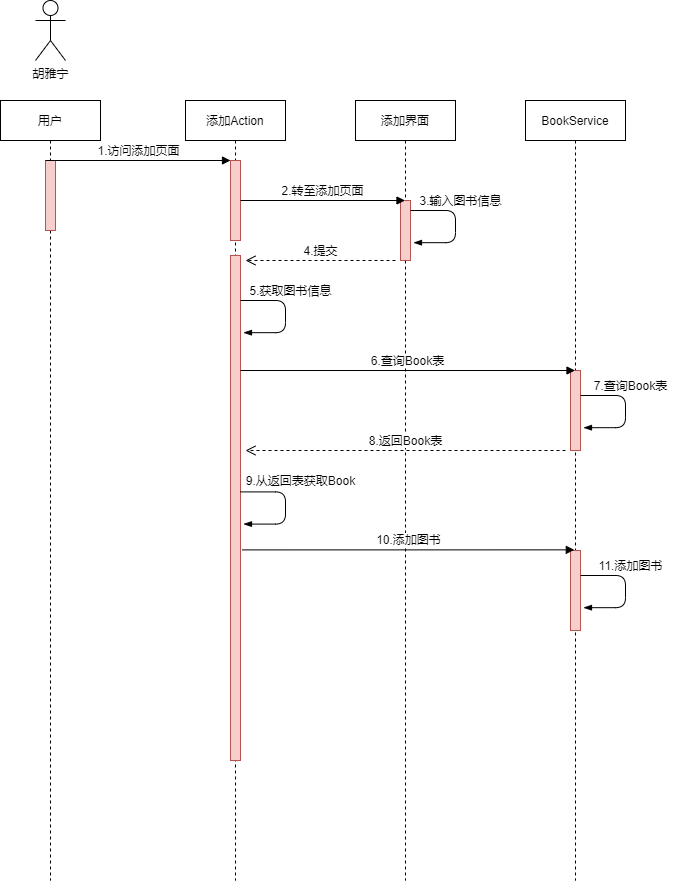 胡雅宁
用户
添加Action
添加界面
BookService
1.访问添加页面
2.转至添加页面
3.输入图书信息
4.提交
5.获取图书信息
6.查询Book表
7.查询Book表
8.返回Book表
9.从返回表获取Book
10.添加图书
11.添加图书